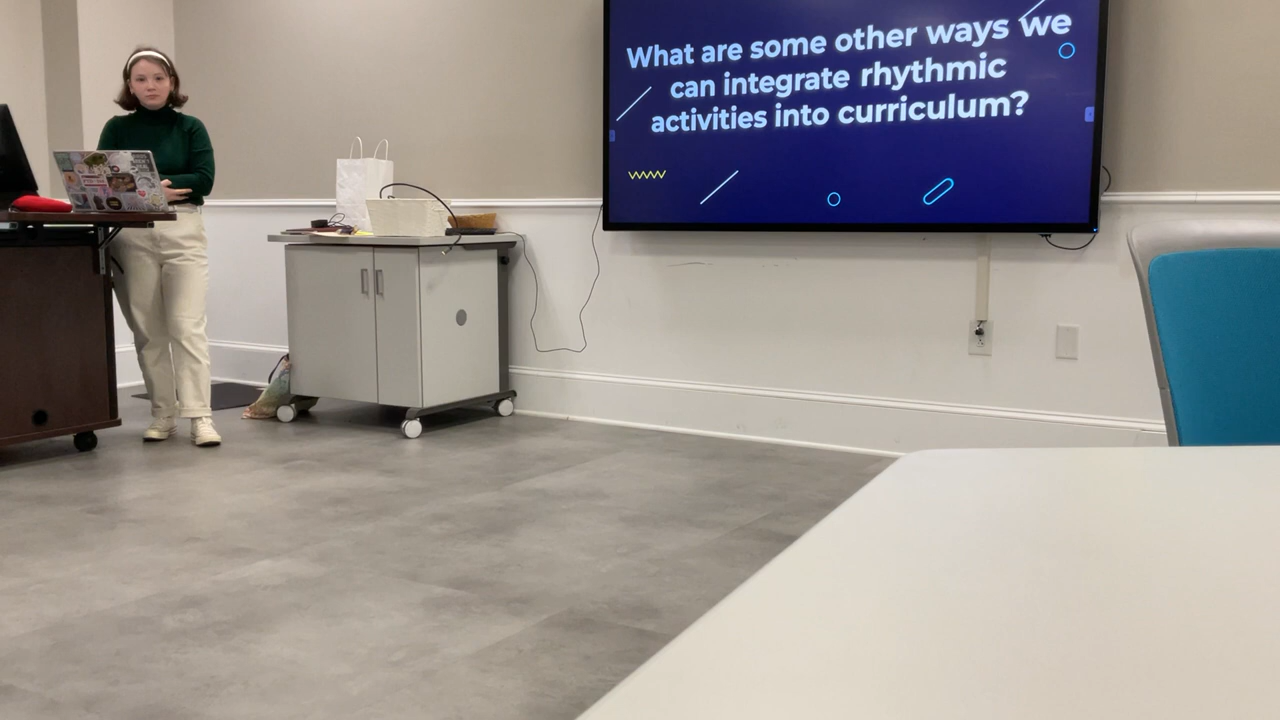 What are some other ways we
can integrate rhythmic
activities into curriculum?